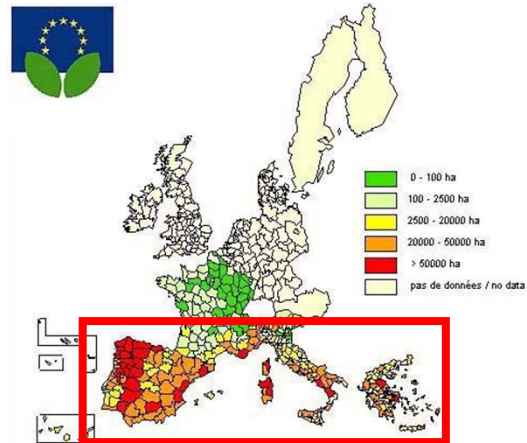 0 - 100 ha
100 - 2500 ha
2500 - 20000 ha
20000 - 50000 ha
> 50000 ha
pas de données / no data